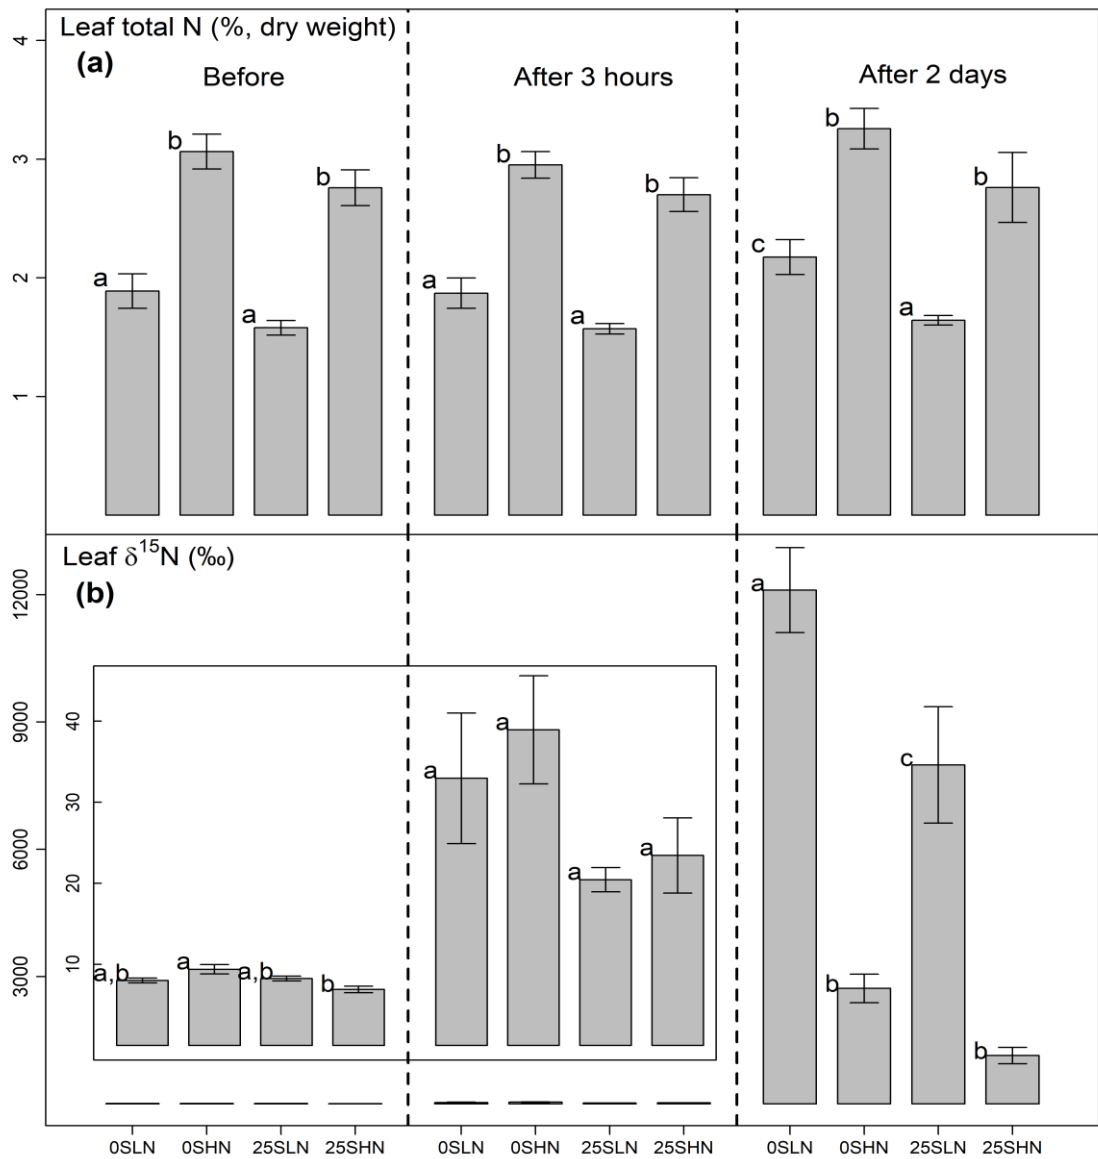 Leaf total N (%, dry weight)
(a)
Before
After 3 hours
After 2 days
4
3
2
1
a
b
a
b
a
b
a
b
c
b
a
b
Leaf δ¹⁵N (‰)
(b)
12000
9000
6000
3000
40
30
20
10
a,b
a
a,b
b
a
a
a
a
a
b
c
b
0SLN 0SHN 25SLN 25SHN 0SLN 0SHN 25SLN 25SHN 0SLN 0SHN 25SLN 25SHN